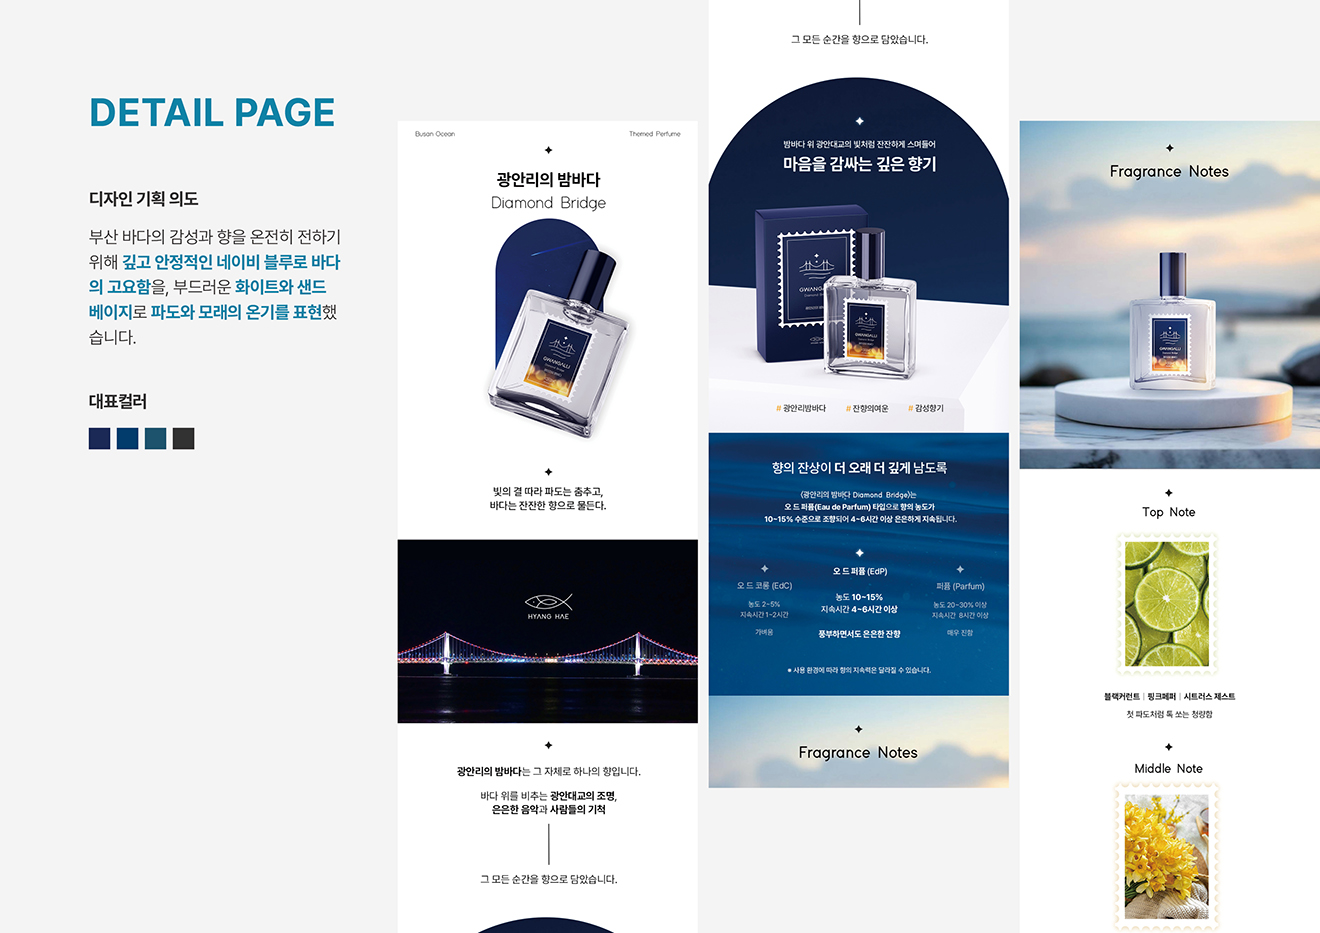 DETAIL PAGE
디자인 기획 의도
부산 바다의 감성과 향을 온전히 전하기
위해 깊고 안정적인 네이비 블루로 바다
의 고요함을, 부드러운 화이트와 샌드
베이지로 파도와 모래의 온기를 표현했
습니다.
대표컬러
Busan Ocean
Themed Perfume
광안리의 밤바다
Diamond Bridge
GWANGALLI
Diamond Bridge
빛의 결 따라 파도는 춤추고,
바다는 잔잔한 향으로 물든다.
HYANG HAE
광안리의 밤바다는 그 자체로 하나의 향입니다.
바다 위를 비추는 광안대교의 조명,
은은한 음악과 사람들의 기척
그 모든 순간을 향으로 담았습니다.
그 모든 순간을 향으로 담았습니다.
밤바다 위 광안대교의 빛처럼 잔잔하게 스며들어
마음을 감싸는 깊은 향기
GWANGALLI
# 광안리밤바다
# 잔향의여운
# 감성향기
향의 잔상이 더 오래 더 깊게 남도록
<광안리의 밤바다 Diamond Bridge>는
오 드 퍼퓸(Eau de Parfum) 타입으로 향의 농도가
10~15% 수준으로 조향되어 4~6시간 이상 은은하게 지속됩니다.
오 드 코롱 (EdC)
농도 2~5%
지속시간 1~2시간
가벼움
오 드 퍼퓸 (EdP)
농도 10~15%
지속시간 4~6시간 이상
풍부하면서도 은은한 잔향
퍼퓸 (Parfum)
농도 20~30% 이상
지속시간 8시간 이상
매우 진함
※ 사용 환경에 따라 향의 지속력은 달라질 수 있습니다.
Fragrance Notes
Fragrance Notes
GWANGALLI
Top Note
블랙커런트 | 핑크페퍼 | 시트러스 제스트
첫 파도처럼 톡 쏘는 청량함
Middle Note